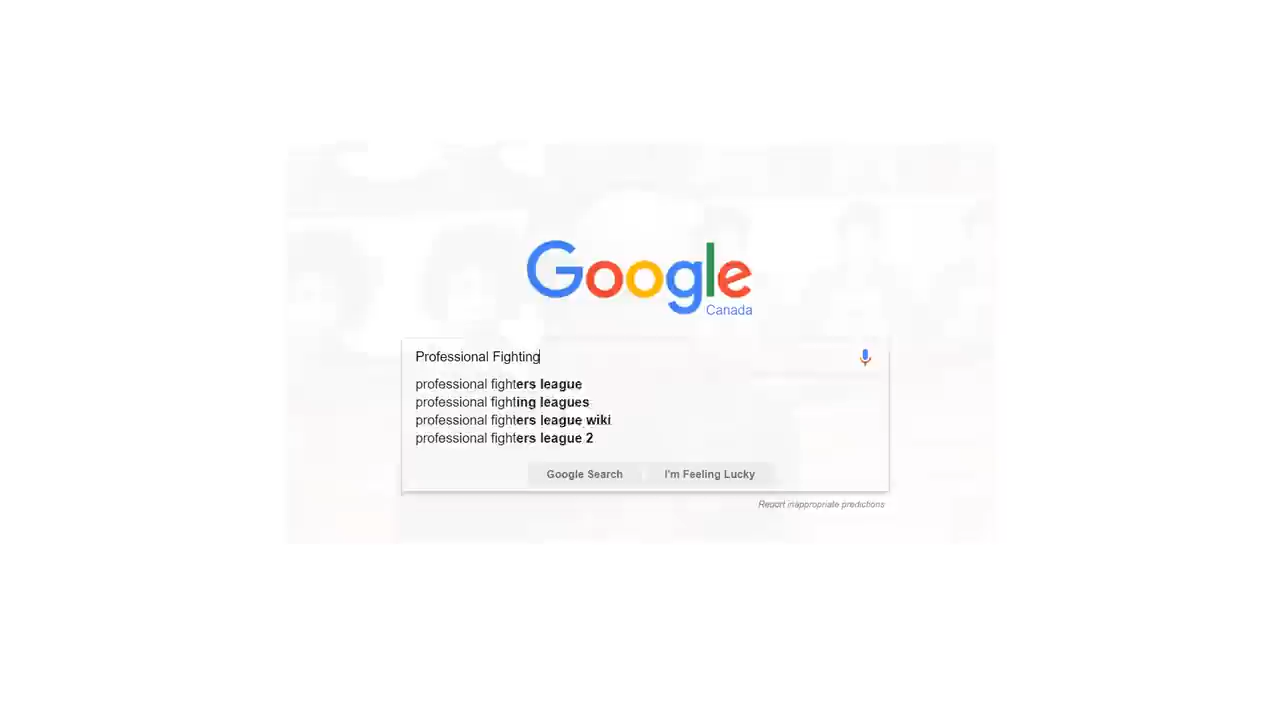 Google
Canada
Professional Fighting
professional fighters league
professional fighting leagues
professional fighters league wiki
professional fighters league 2
Google Search
I'm Feeling Lucky
Report inappropriate predictions